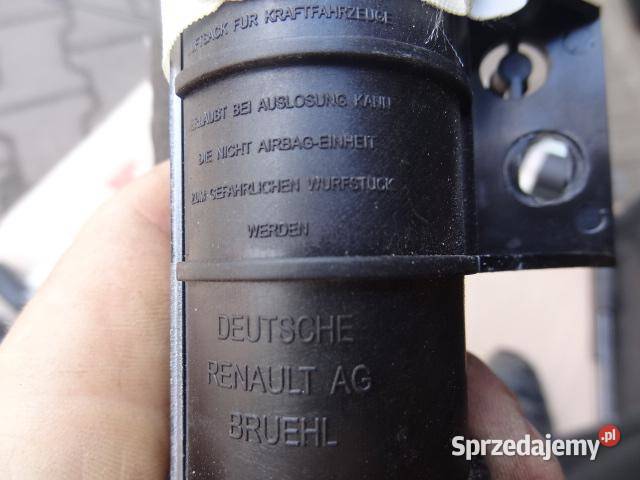 FUR KRAFTFAHRZEUGE
BEI AUSLOSUNG KANN
DIE NICHT AIRBAG-EINHEIT
ZUM GEFAHRLICHEN WURFSTUCK
WERDEN
DEUTSCHE
RENAULT AG
BRUEHL
Sprzedajemy.pl